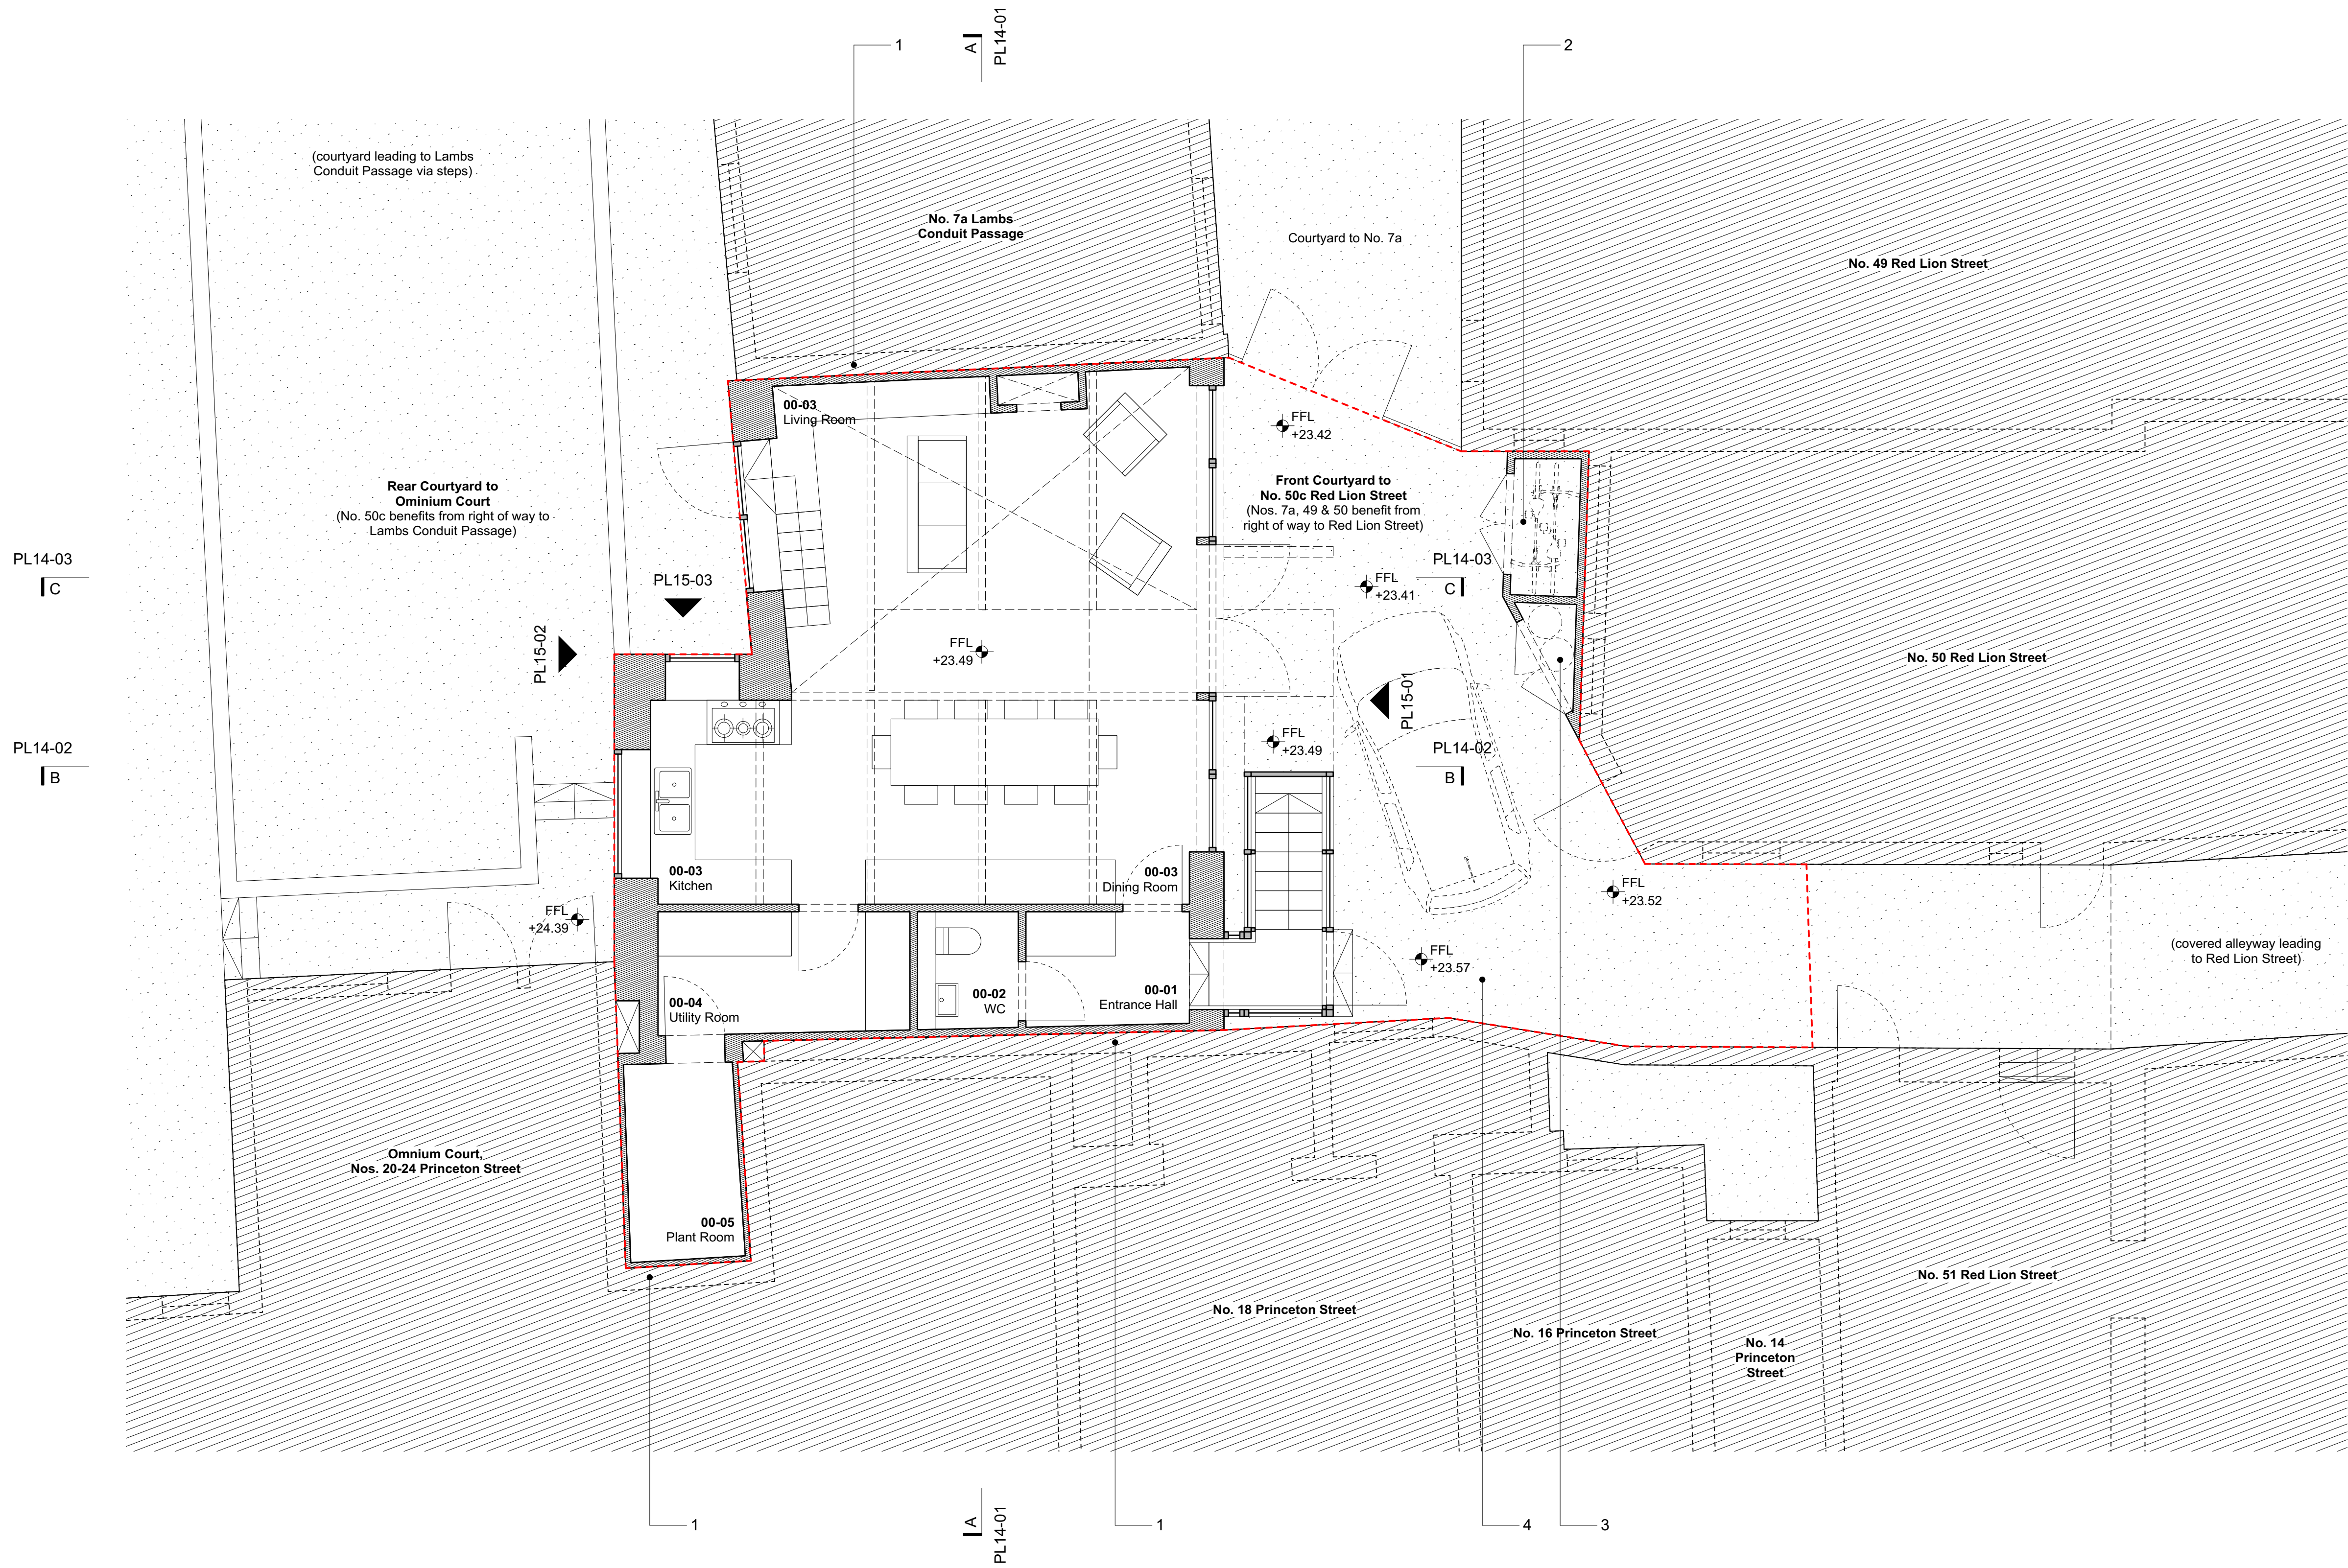 1
A
PL14-01
2
(courtyard leading to Lambs
Conduit Passage via steps)
No. 7a Lambs
Conduit Passage
Courtyard to No. 7a
No. 49 Red Lion Street
00-03
Living Room
FFL
+23.42
Rear Courtyard to
Ominium Court
(No. 50c benefits from right of way to
Lambs Conduit Passage)
Front Courtyard to
No. 50c Red Lion Street
(Nos. 7a, 49 & 50 benefit from
right of way to Red Lion Street)
PL14-03
C
PL15-03
PL15-02
FFL
+23.49
FFL
+23.41
PL14-03
C
No. 50 Red Lion Street
PL15-01
PL14-02
B
FFL
+23.49
PL14-02
B
00-03
Kitchen
00-03
Dining Room
FFL
+23.52
FFL
+24.39
FFL
+23.57
(covered alleyway leading
to Red Lion Street)
00-04
Utility Room
00-02
WC
00-01
Entrance Hall
Omnium Court,
Nos. 20-24 Princeton Street
00-05
Plant Room
No. 18 Princeton Street
No. 16 Princeton Street
No. 14
Princeton
Street
No. 51 Red Lion Street
1
A
PL14-01
1
4
3